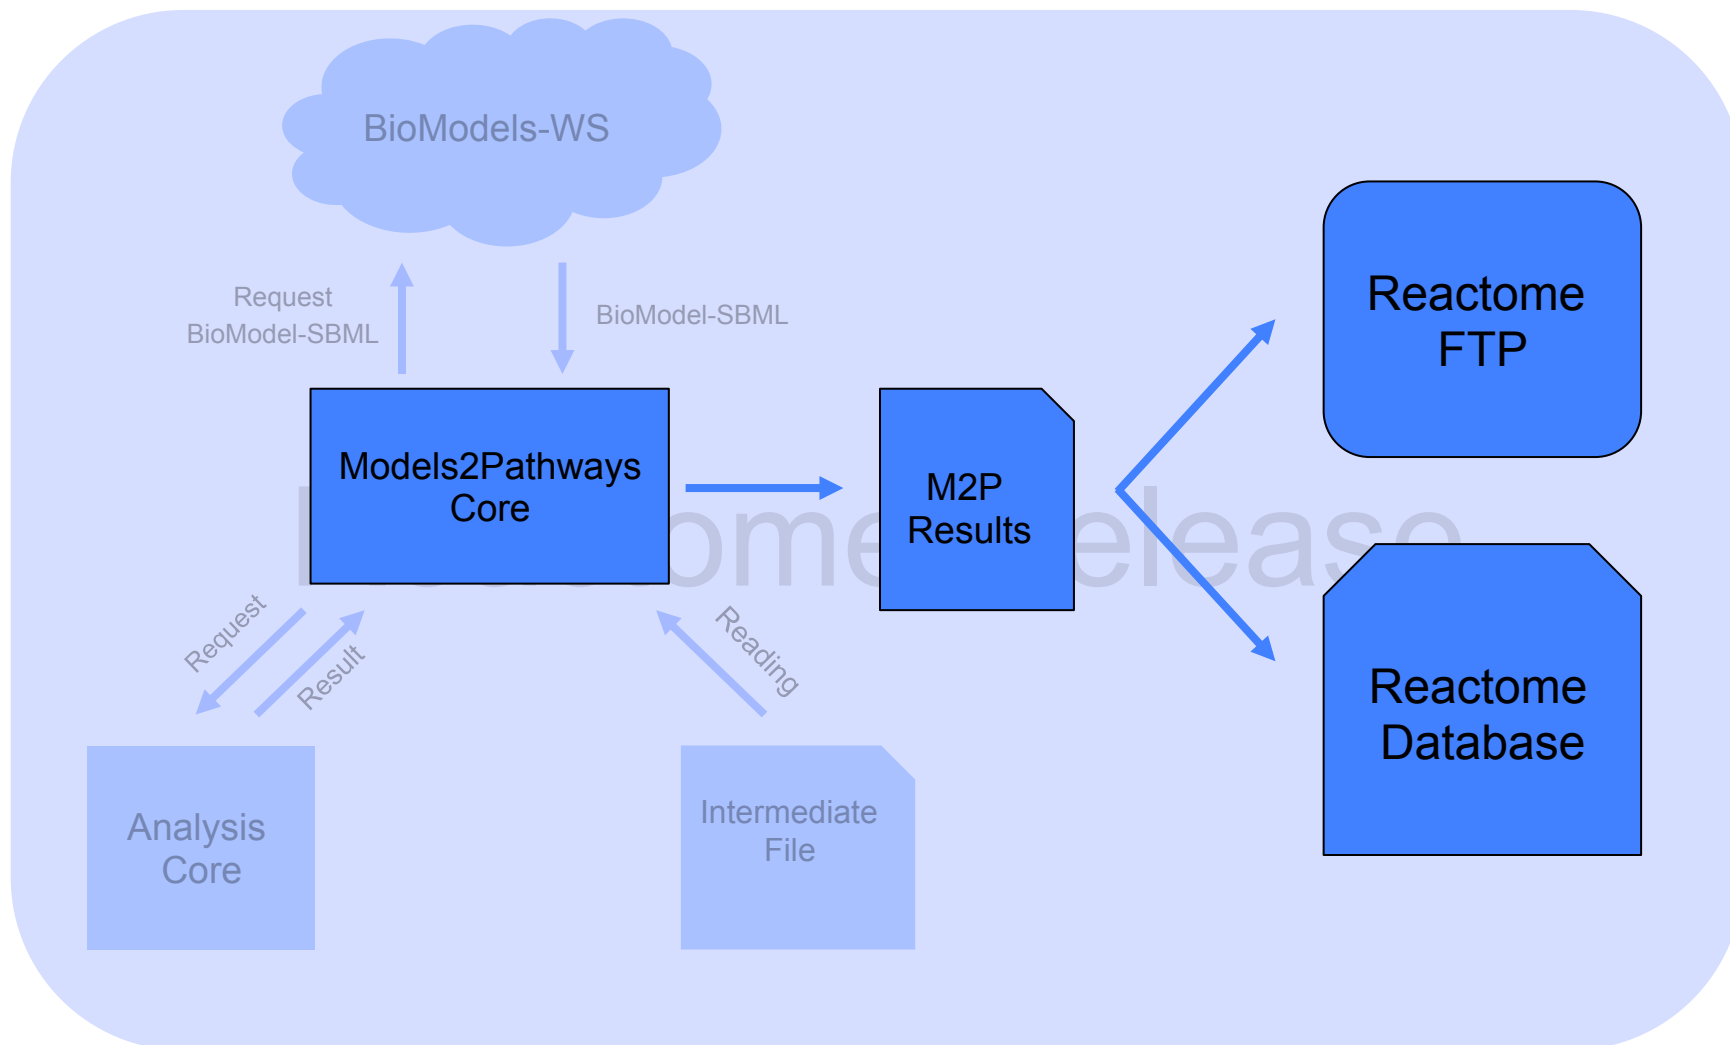 BioModels-WS
Request
BioModel-SBML
BioModel-SBML
Models2Pathways
Core
M2P
Results
Reactome
FTP
Reactome
Database
Request
Result
Reading
Analysis
Core
Intermediate
File